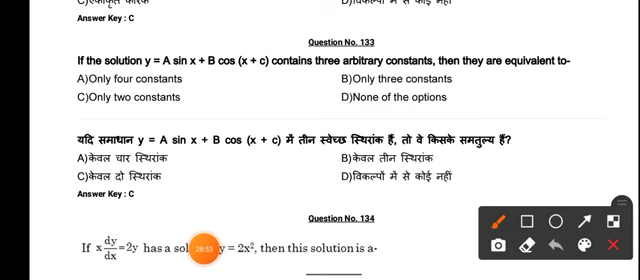 Answer Key : C
Question No. 133
If the solution y = A sin x + B cos (x + c) contains three arbitrary constants, then they are equivalent to-
A)Only four constants B)Only three constants
C)Only two constants D)None of the options
यदि समाधान y = A sin x + B cos (x + c) में तीन स्वेच्छ स्थिरांक हैं, तो वे किसके समतुल्य हैं?
A)केवल चार स्थिरांक B)केवल तीन स्थिरांक
C)केवल दो स्थिरांक D)विकल्पों में से कोई नहीं
Answer Key : C
Question No. 134
If x dy/dx = 2y has a sol 28:53 y = 2x², then this solution is a-